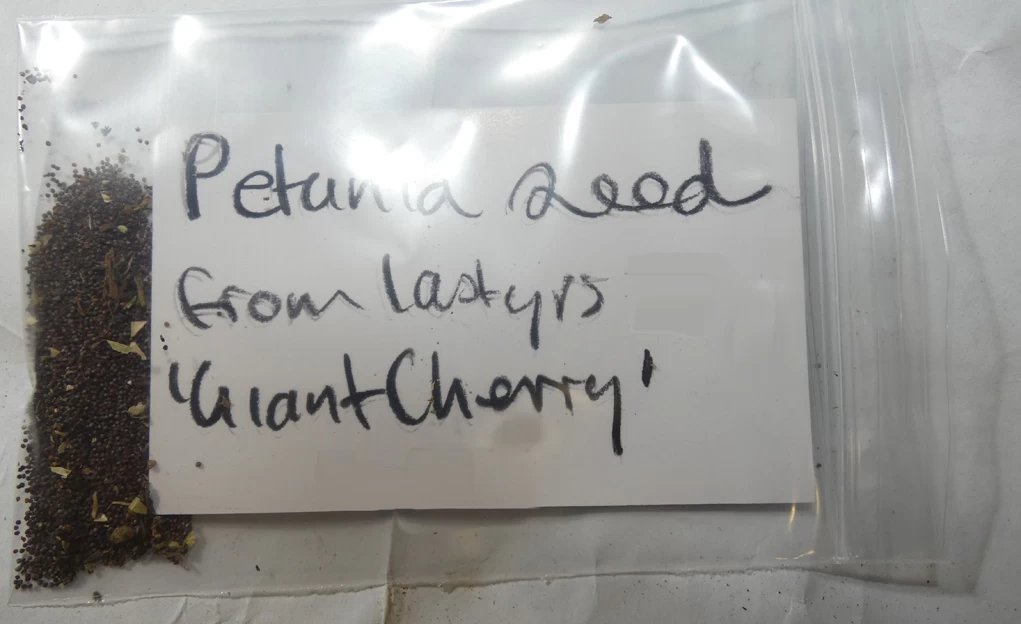 Petunia seed
from last yrs
'Giant Cherry'